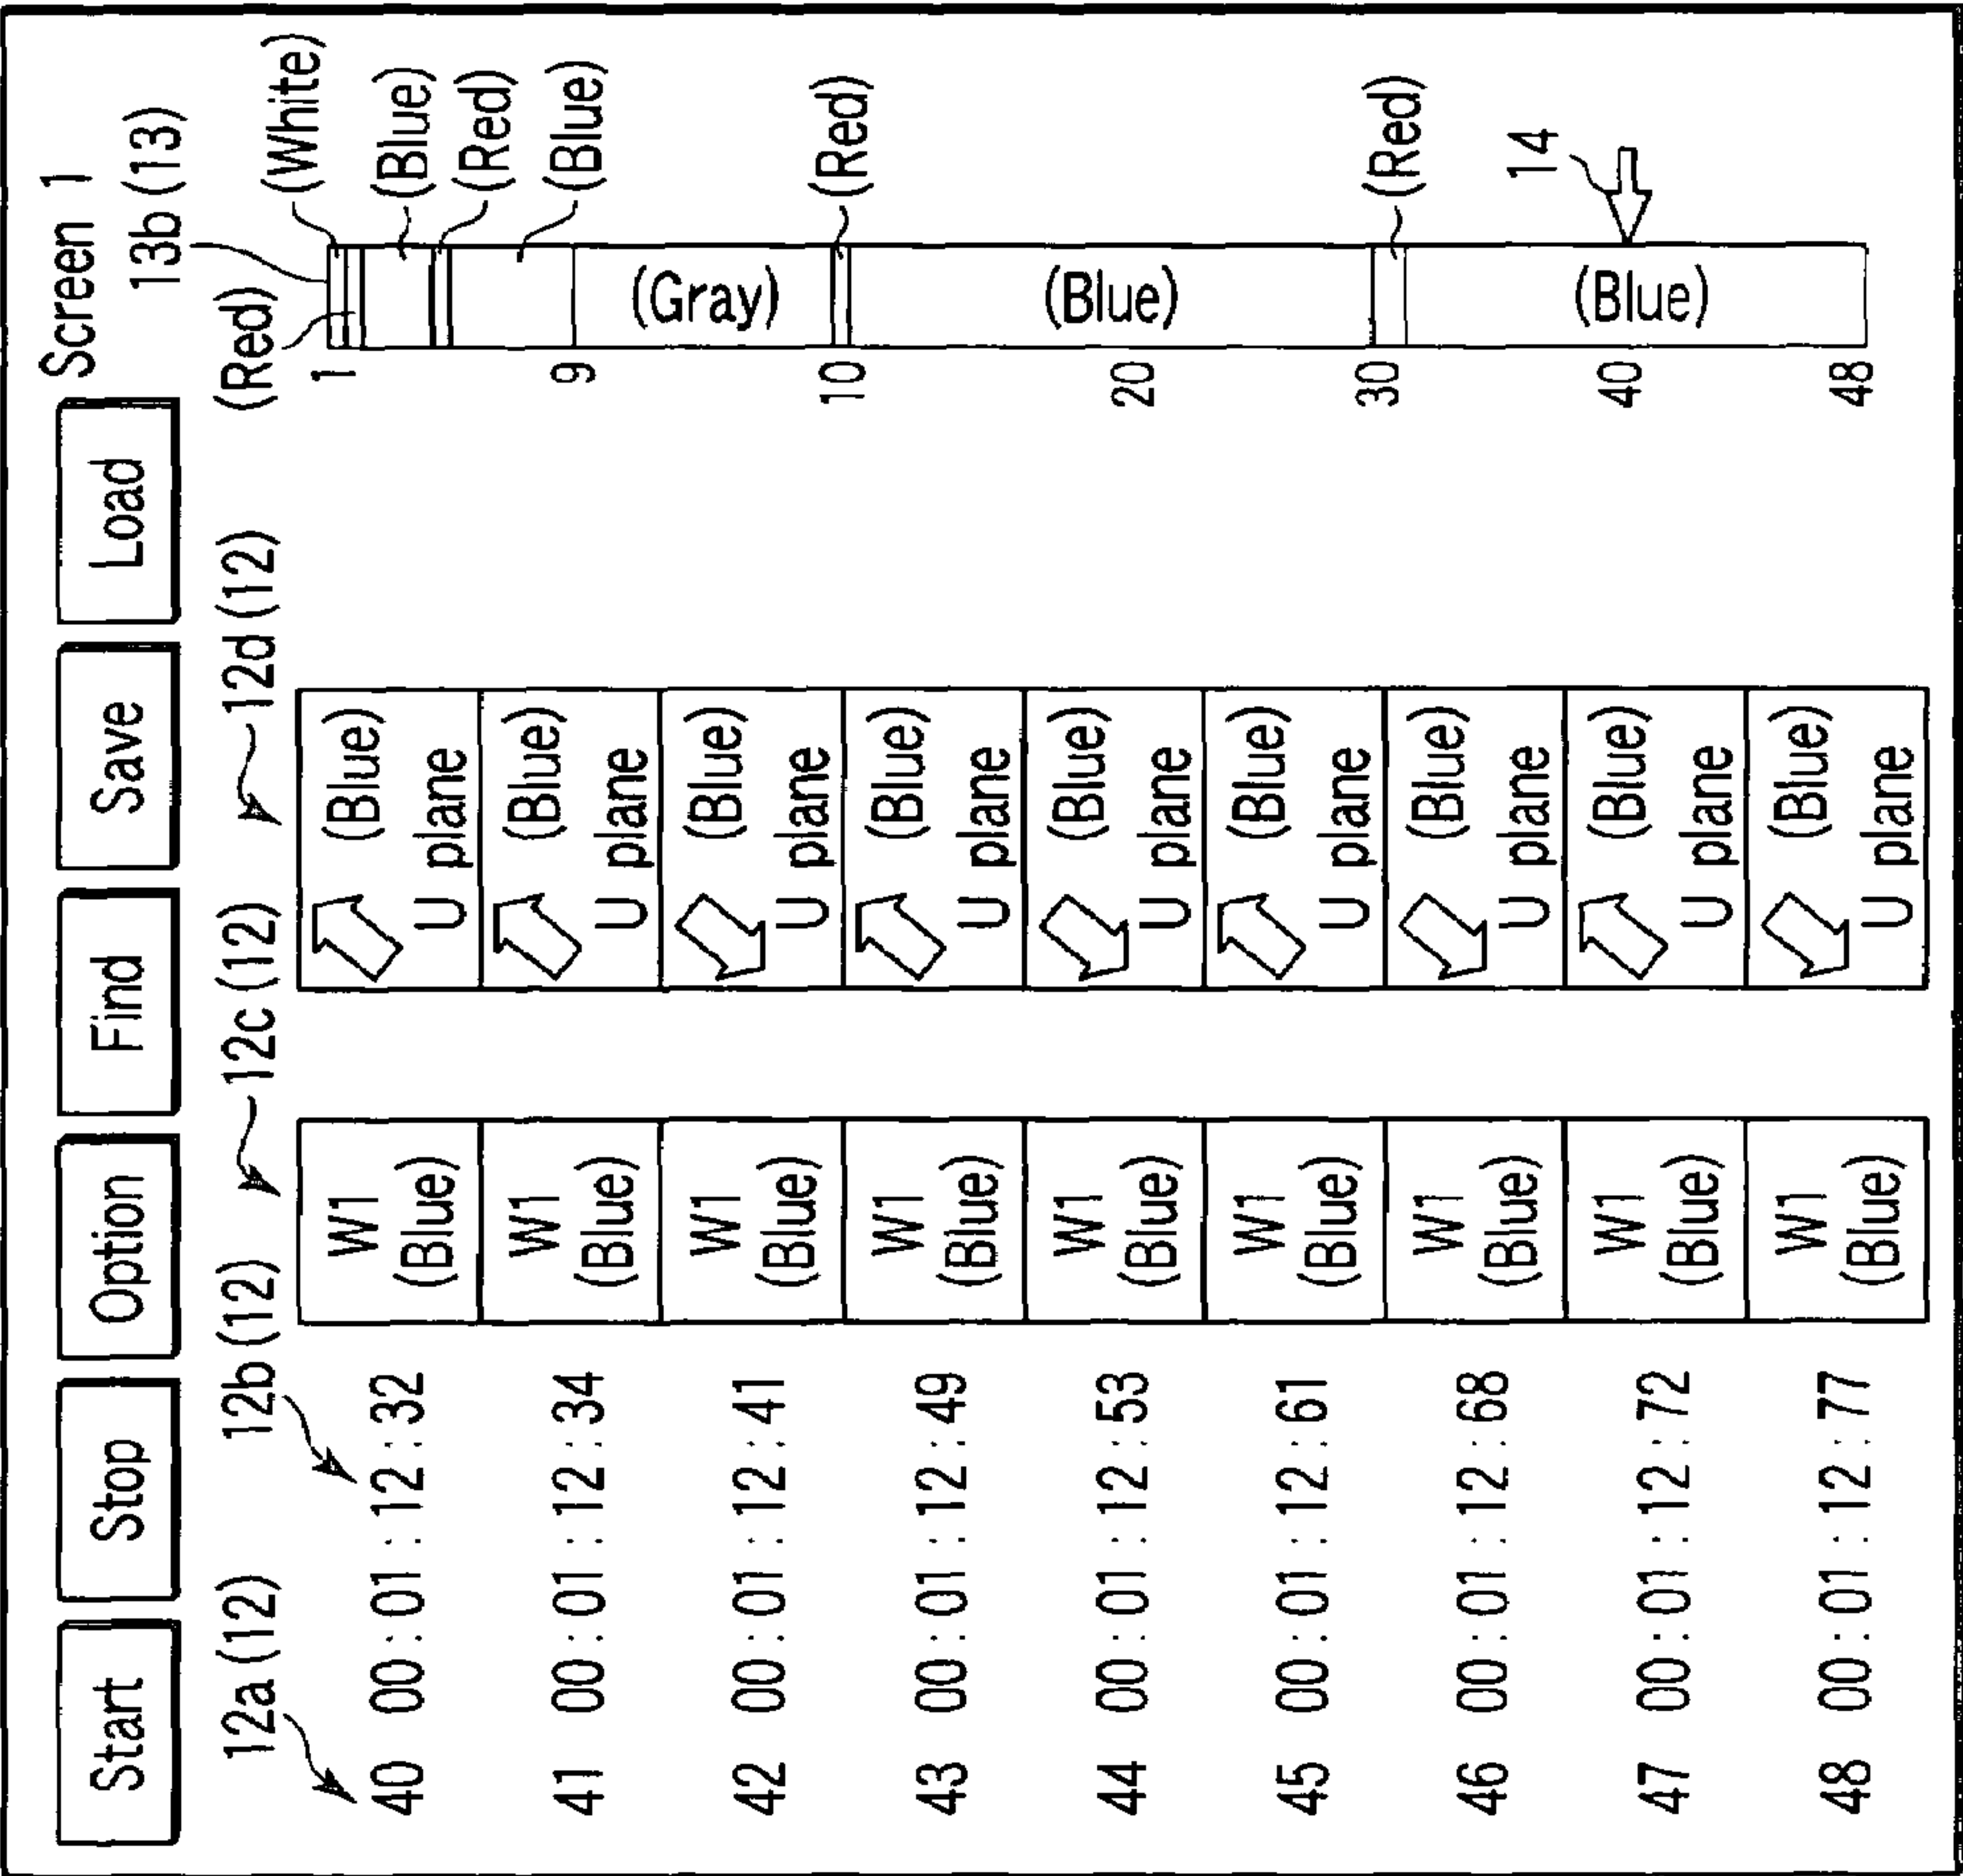 Start Stop Option Find Save Load Screen 1
12a (12) 12b (12) 12c (12) 12d (12) (Red) 13b (13)
40 00:01:12:32 W1 (Blue) (Blue) U plane
41 00:01:12:34 W1 (Blue) (Blue) U plane
42 00:01:12:41 W1 (Blue) (Blue) U plane
43 00:01:12:49 W1 (Blue) (Blue) U plane
44 00:01:12:53 W1 (Blue) (Blue) U plane
45 00:01:12:61 W1 (Blue) (Blue) U plane
46 00:01:12:68 W1 (Blue) (Blue) U plane
47 00:01:12:72 W1 (Blue) (Blue) U plane
48 00:01:12:77 W1 (Blue) (Blue) U plane
1 (White)
(Blue)
(Red)
9 (Blue)
(Gray)
10 (Red)
20 (Blue)
30 (Red)
14
40 (Blue)
48